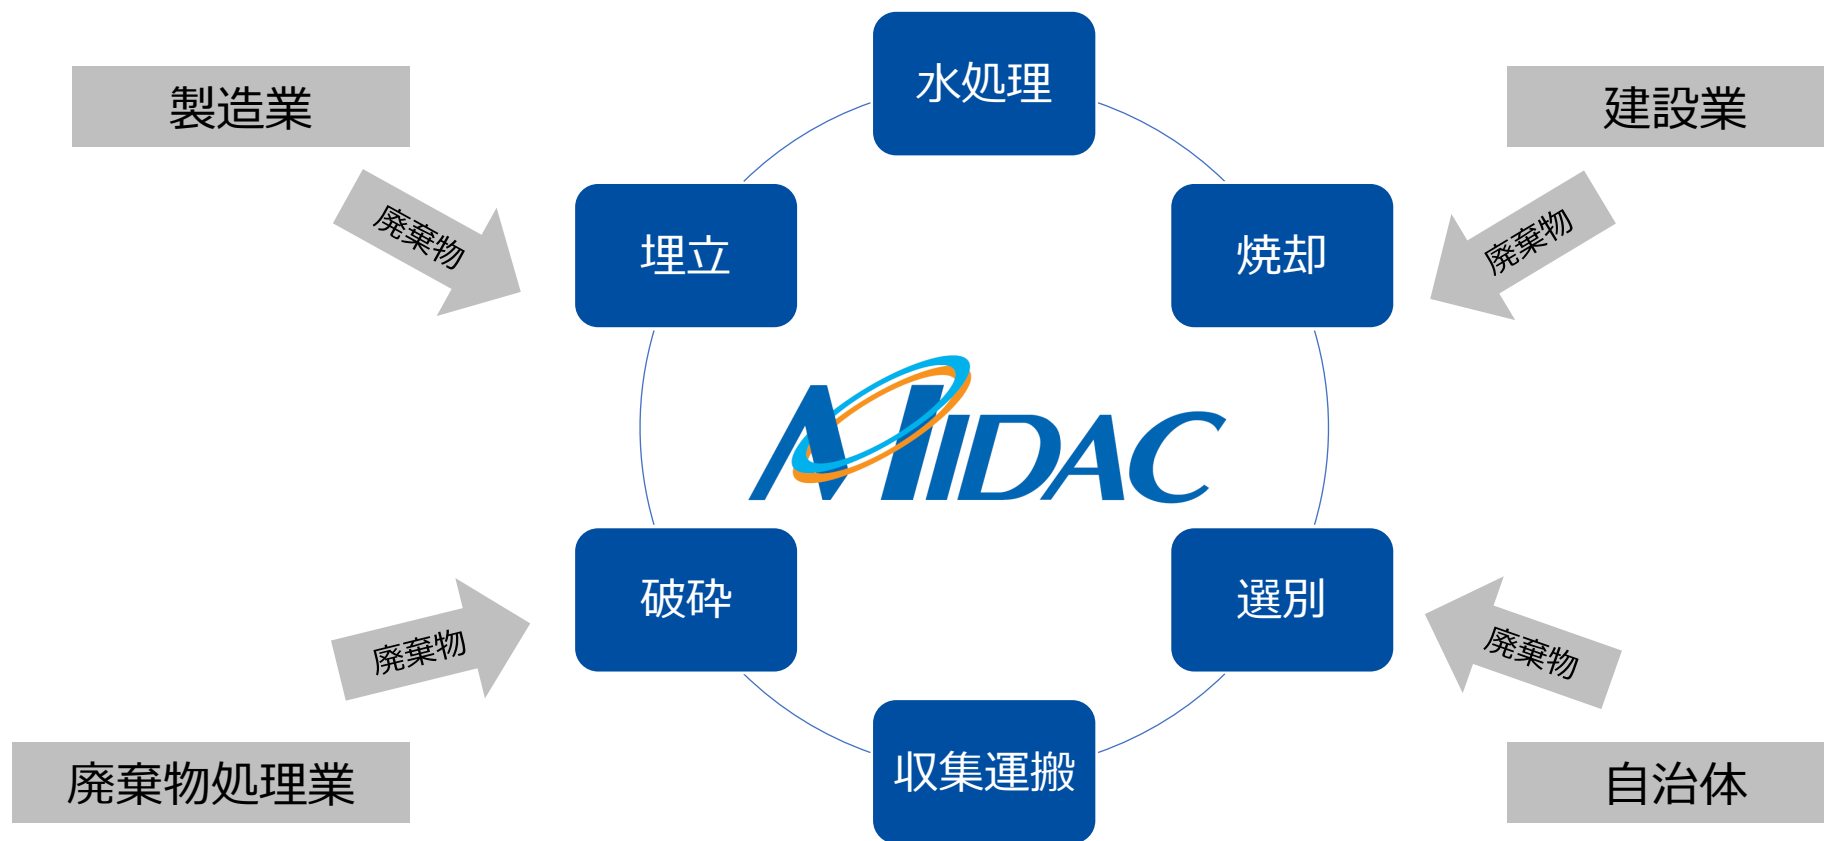 水処理
製造業
建設業
廃棄物
廃棄物
埋立
焼却
MIDAC
破砕
選別
廃棄物
廃棄物
収集運搬
廃棄物処理業
自治体